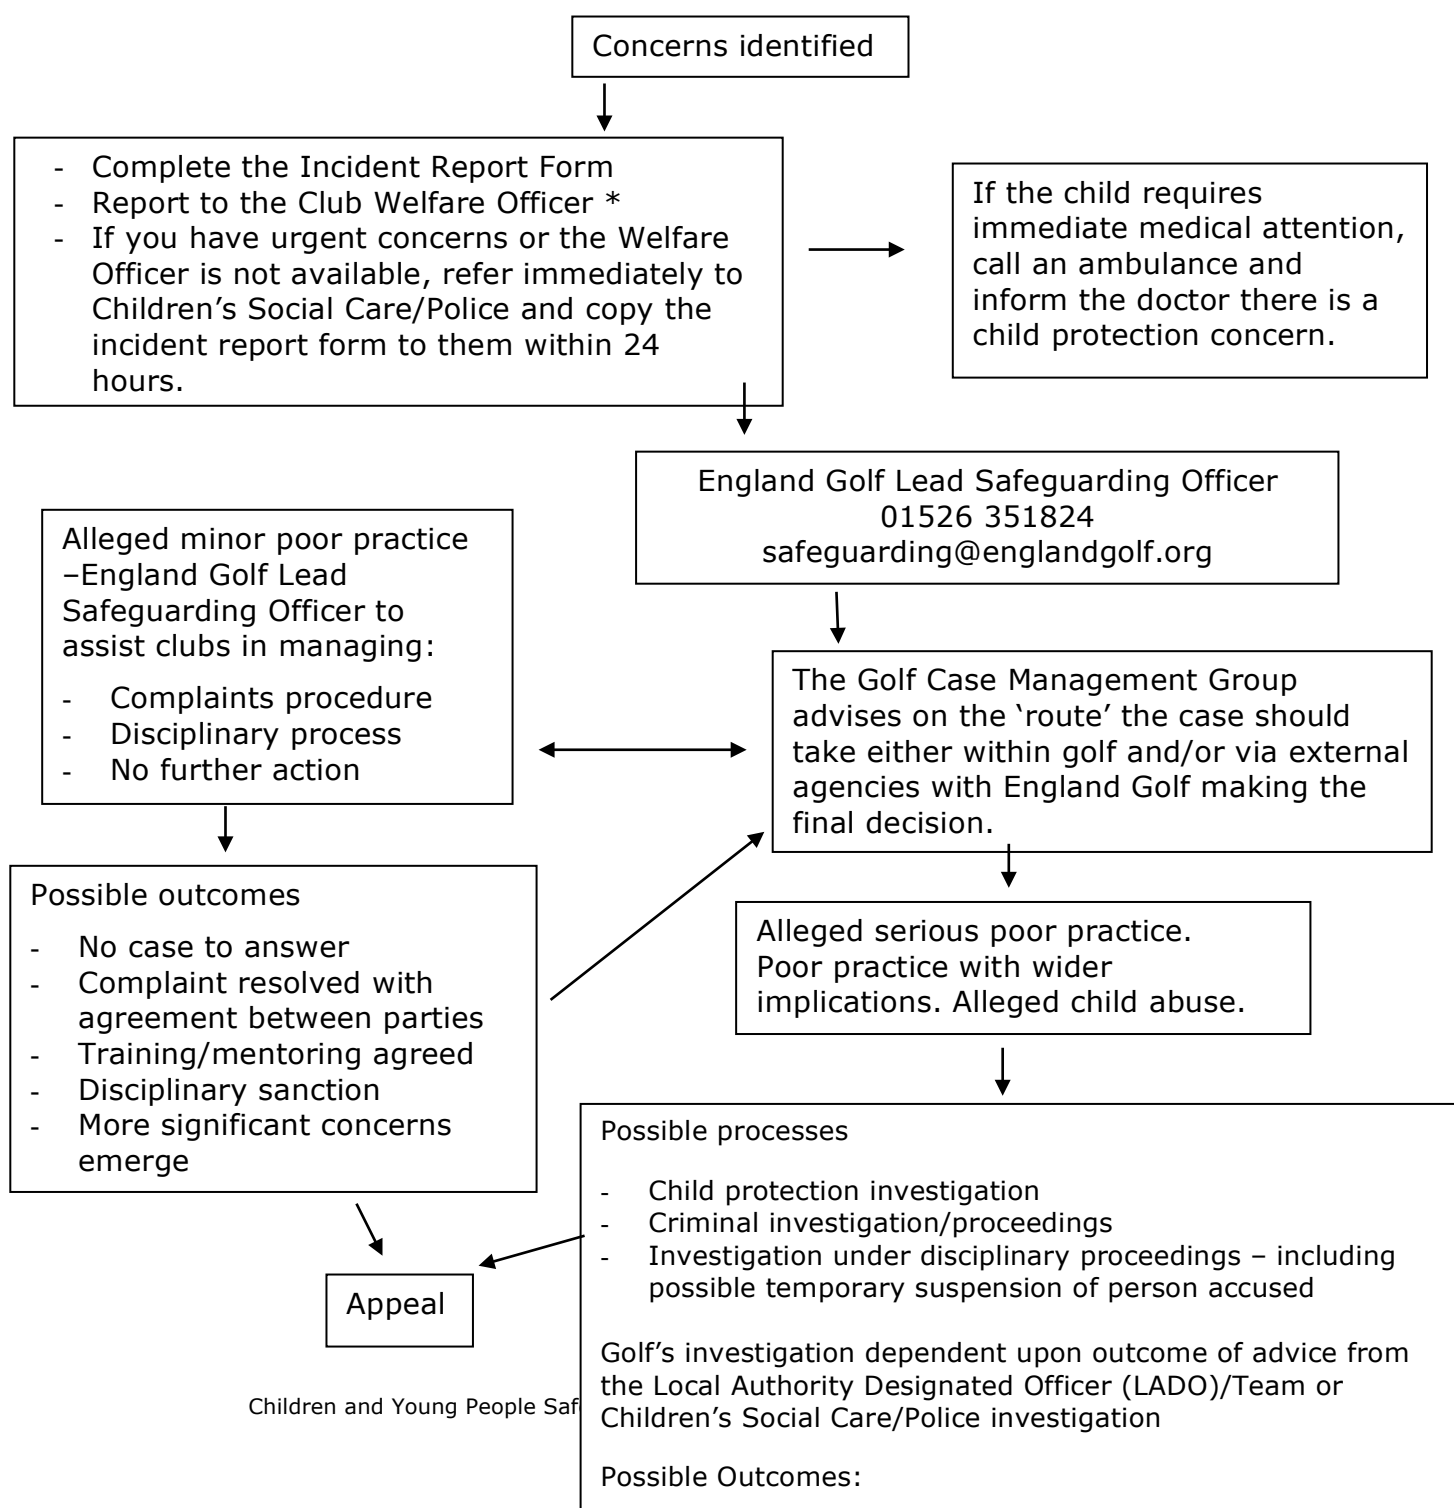 Concerns identified
- Complete the Incident Report Form
- Report to the Club Welfare Officer *
- If you have urgent concerns or the Welfare
Officer is not available, refer immediately to
Children’s Social Care/Police and copy the
incident report form to them within 24
hours.
If the child requires
immediate medical attention,
call an ambulance and
inform the doctor there is a
child protection concern.
England Golf Lead Safeguarding Officer
01526 351824
safeguarding@englandgolf.org
Alleged minor poor practice
–England Golf Lead
Safeguarding Officer to
assist clubs in managing:
- Complaints procedure
- Disciplinary process
- No further action
The Golf Case Management Group
advises on the ‘route’ the case should
take either within golf and/or via external
agencies with England Golf making the
final decision.
Possible outcomes
- No case to answer
- Complaint resolved with
agreement between parties
- Training/mentoring agreed
- Disciplinary sanction
- More significant concerns
emerge
Alleged serious poor practice.
Poor practice with wider
implications. Alleged child abuse.
Possible processes
- Child protection investigation
- Criminal investigation/proceedings
- Investigation under disciplinary proceedings – including
possible temporary suspension of person accused
Golf’s investigation dependent upon outcome of advice from
the Local Authority Designated Officer (LADO)/Team or
Children’s Social Care/Police investigation
Possible Outcomes:
Appeal
Children and Young People